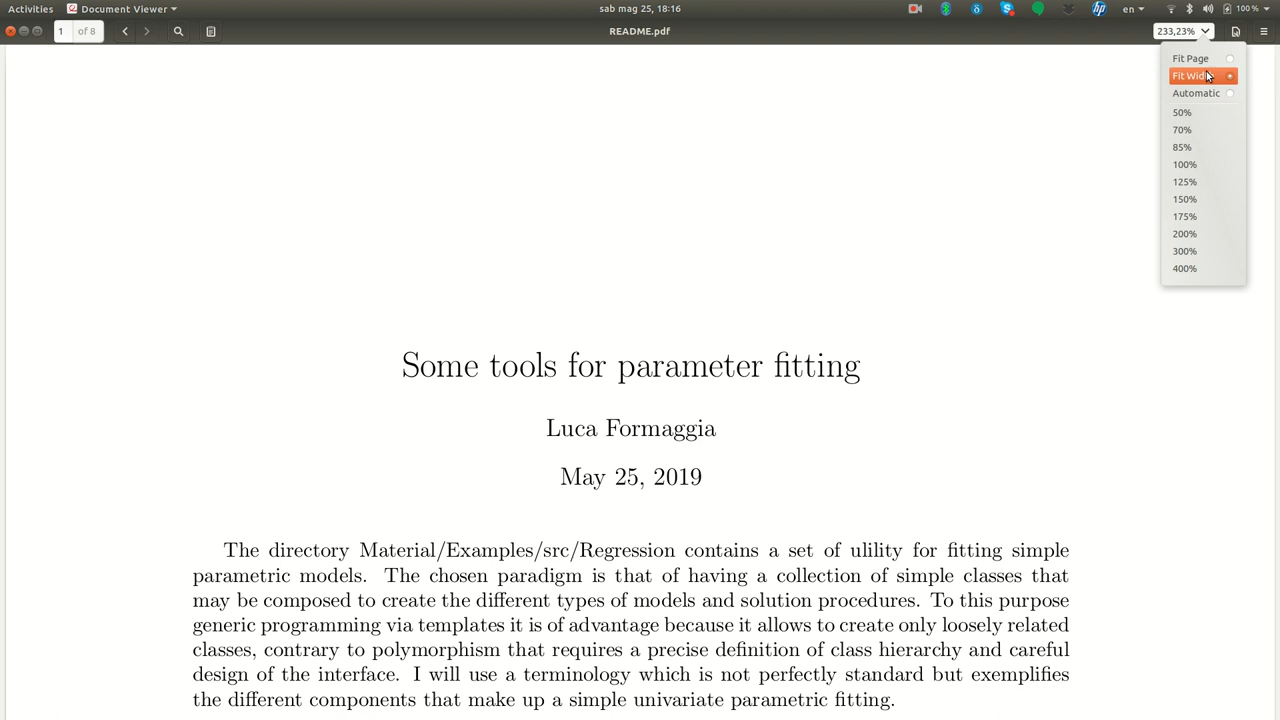 Activities Document Viewer sab mag 25, 18:16 en 100 %
1 of 8 README.pdf 233,23%
Fit Page
Fit Wid
Automatic
50%
70%
85%
100%
125%
150%
175%
200%
300%
400%
Some tools for parameter fitting
Luca Formaggia
May 25, 2019
The directory Material/Examples/src/Regression contains a set of ulility for fitting simple
parametric models. The chosen paradigm is that of having a collection of simple classes that
may be composed to create the different types of models and solution procedures. To this purpose
generic programming via templates it is of advantage because it allows to create only loosely related
classes, contrary to polymorphism that requires a precise definition of class hierarchy and careful
design of the interface. I will use a terminology which is not perfectly standard but exemplifies
the different components that make up a simple univariate parametric fitting.